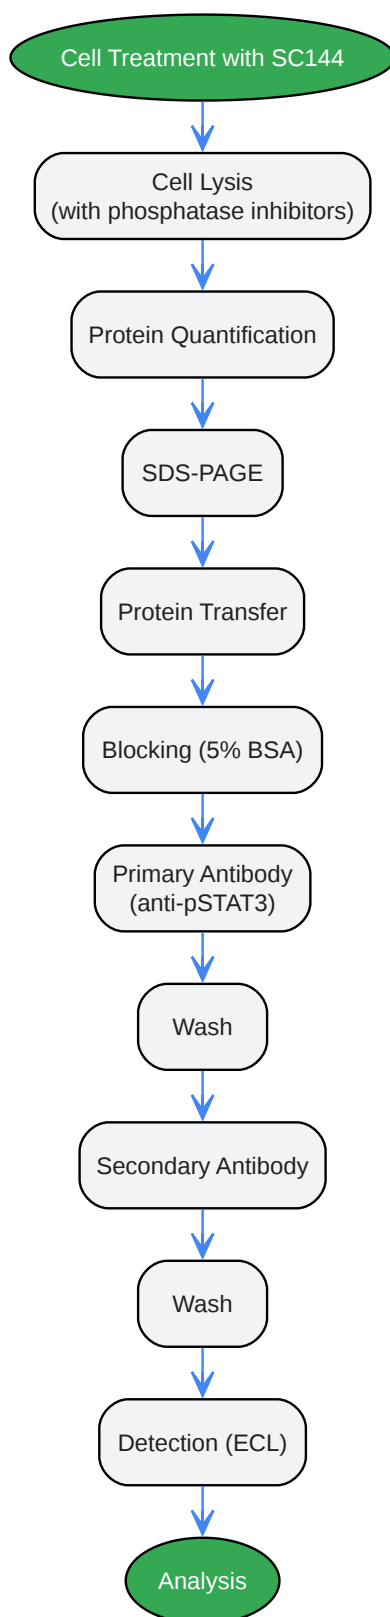 Cell Treatment with SC144
Cell Lysis
(with phosphatase inhibitors)
Protein Quantification
SDS-PAGE
Protein Transfer
Blocking (5% BSA)
Primary Antibody
(anti-pSTAT3)
Wash
Secondary Antibody
Wash
Detection (ECL)
Analysis